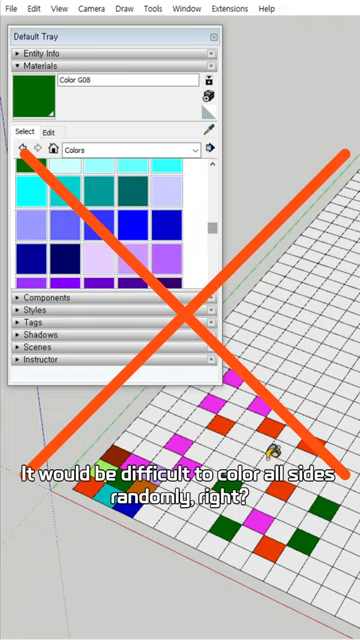 File Edit View Camera Draw Tools Window Extensions Help
Default Tray
Entity Info
Materials
Color G08
Select Edit
Colors
Components
Styles
Tags
Shadows
Scenes
Instructor
It would be difficult to color all sides
randomly, right?